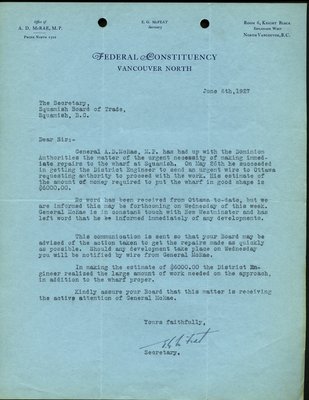 Office of
A. D. McRAE, M.P.
E. G. McFEAT
Secretary
ROOM 6, KNIGHT BLOCK
NORTH VANCOUVER, B.C.
FEDERAL CONSTITUENCY
VANCOUVER NORTH
June 6th,1927
The Secretary,
Squamish Board of Trade,
Squamish, B.C.
Dear Sir:-
General A.D.McRae, M.P. has had up with the Dominion
Authorities the matter of the urgent necessity of making immed-
iate repairs to the wharf at Squamish. On May 26th he succeeded
in getting the District Engineer to send an urgent wire to Ottawa
requesting authority to proceed with the work. His estimate of
the amount of money required to put the wharf in good shape is
$6000.00.
No word has been received from Ottawa to-date, but we
are informed this may be forthcoming on Wednesday of this week.
General McRae is in constant touch with New Westminster and has
left word that he be informed immediately of any developments.
This communication is sent so that your Board may be
advised of the action taken to get the repairs made as quickly
as possible. Should any development take place on Wednesday
you will be notified by wire from General McRae.
In making the estimate of $6000.00 the District En-
gineer realized the large amount of work needed on the approach,
in addition to the wharf proper.
Kindly assure your Board that this matter is receiving
the active attention of General McRae.
Yours faithfully,
Secretary.